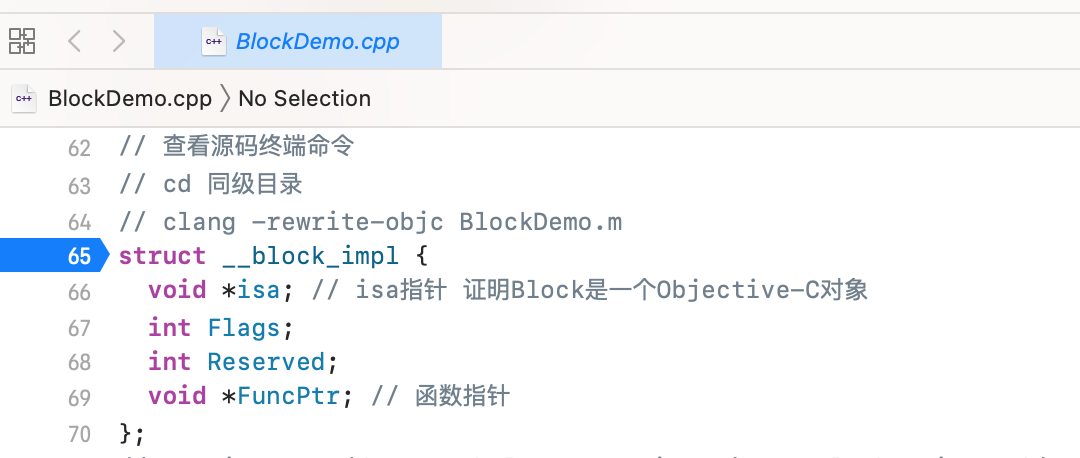 C++ BlockDemo.cpp
C++ BlockDemo.cpp 〉No Selection
62 // 查看源码终端命令
63 // cd 同级目录
64 // clang -rewrite-objc BlockDemo.m
65 struct __block_impl {
66 void *isa; // isa指针 证明Block是一个Objective-C对象
67 int Flags;
68 int Reserved;
69 void *FuncPtr; // 函数指针
70 };